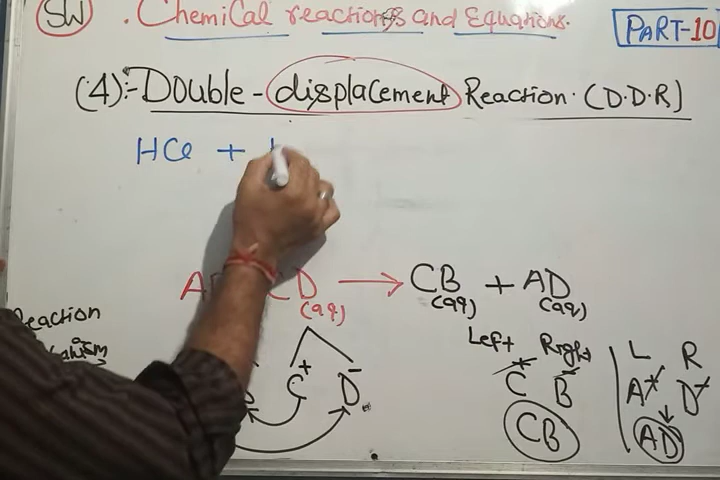 SW . Chemical reactions and Equations. PART-10
(4):- Double - displacement Reaction. (D.D.R)
HCl +
CD → CB + AD
(aq) (aq) (aq)
Reaction
Left Right L R
C⁺ D⁻ C⁺ B⁻ A⁺ D⁻
CB AD